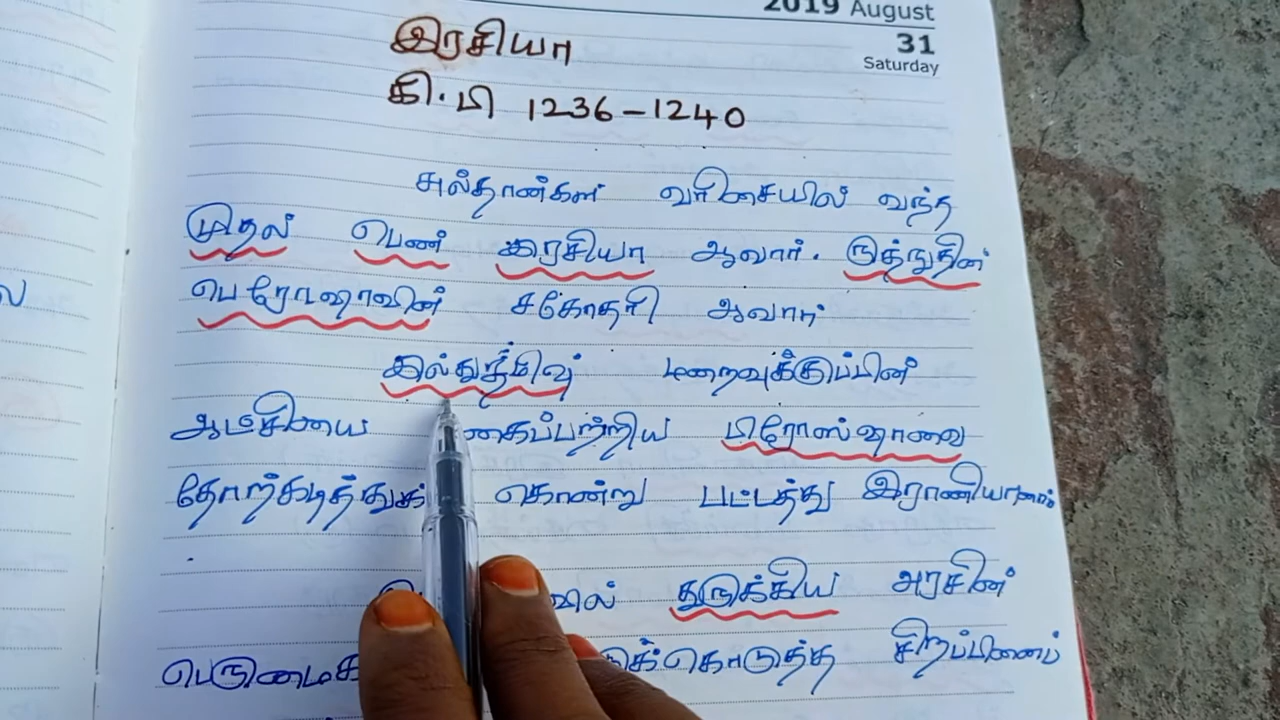 2019 August
31
Saturday
இரசியா
கி.பி 1236-1240
சுல்தான்கள் வரிசையில் வந்த
முதல் பெண் இரசியா ஆவார். ருத்நுதின்
பெரோஷாவின் சகோதரி ஆவார்
இல்துத்மிஷ் மறைவுக்குப்பின்
ஆட்சியை கைப்பற்றிய பிரோஸ்ஷாவை
தோற்கடித்துக் கொண்டு பட்டத்து இராணியானார்
துருக்கிய அரசின்
சிறப்பினைப்